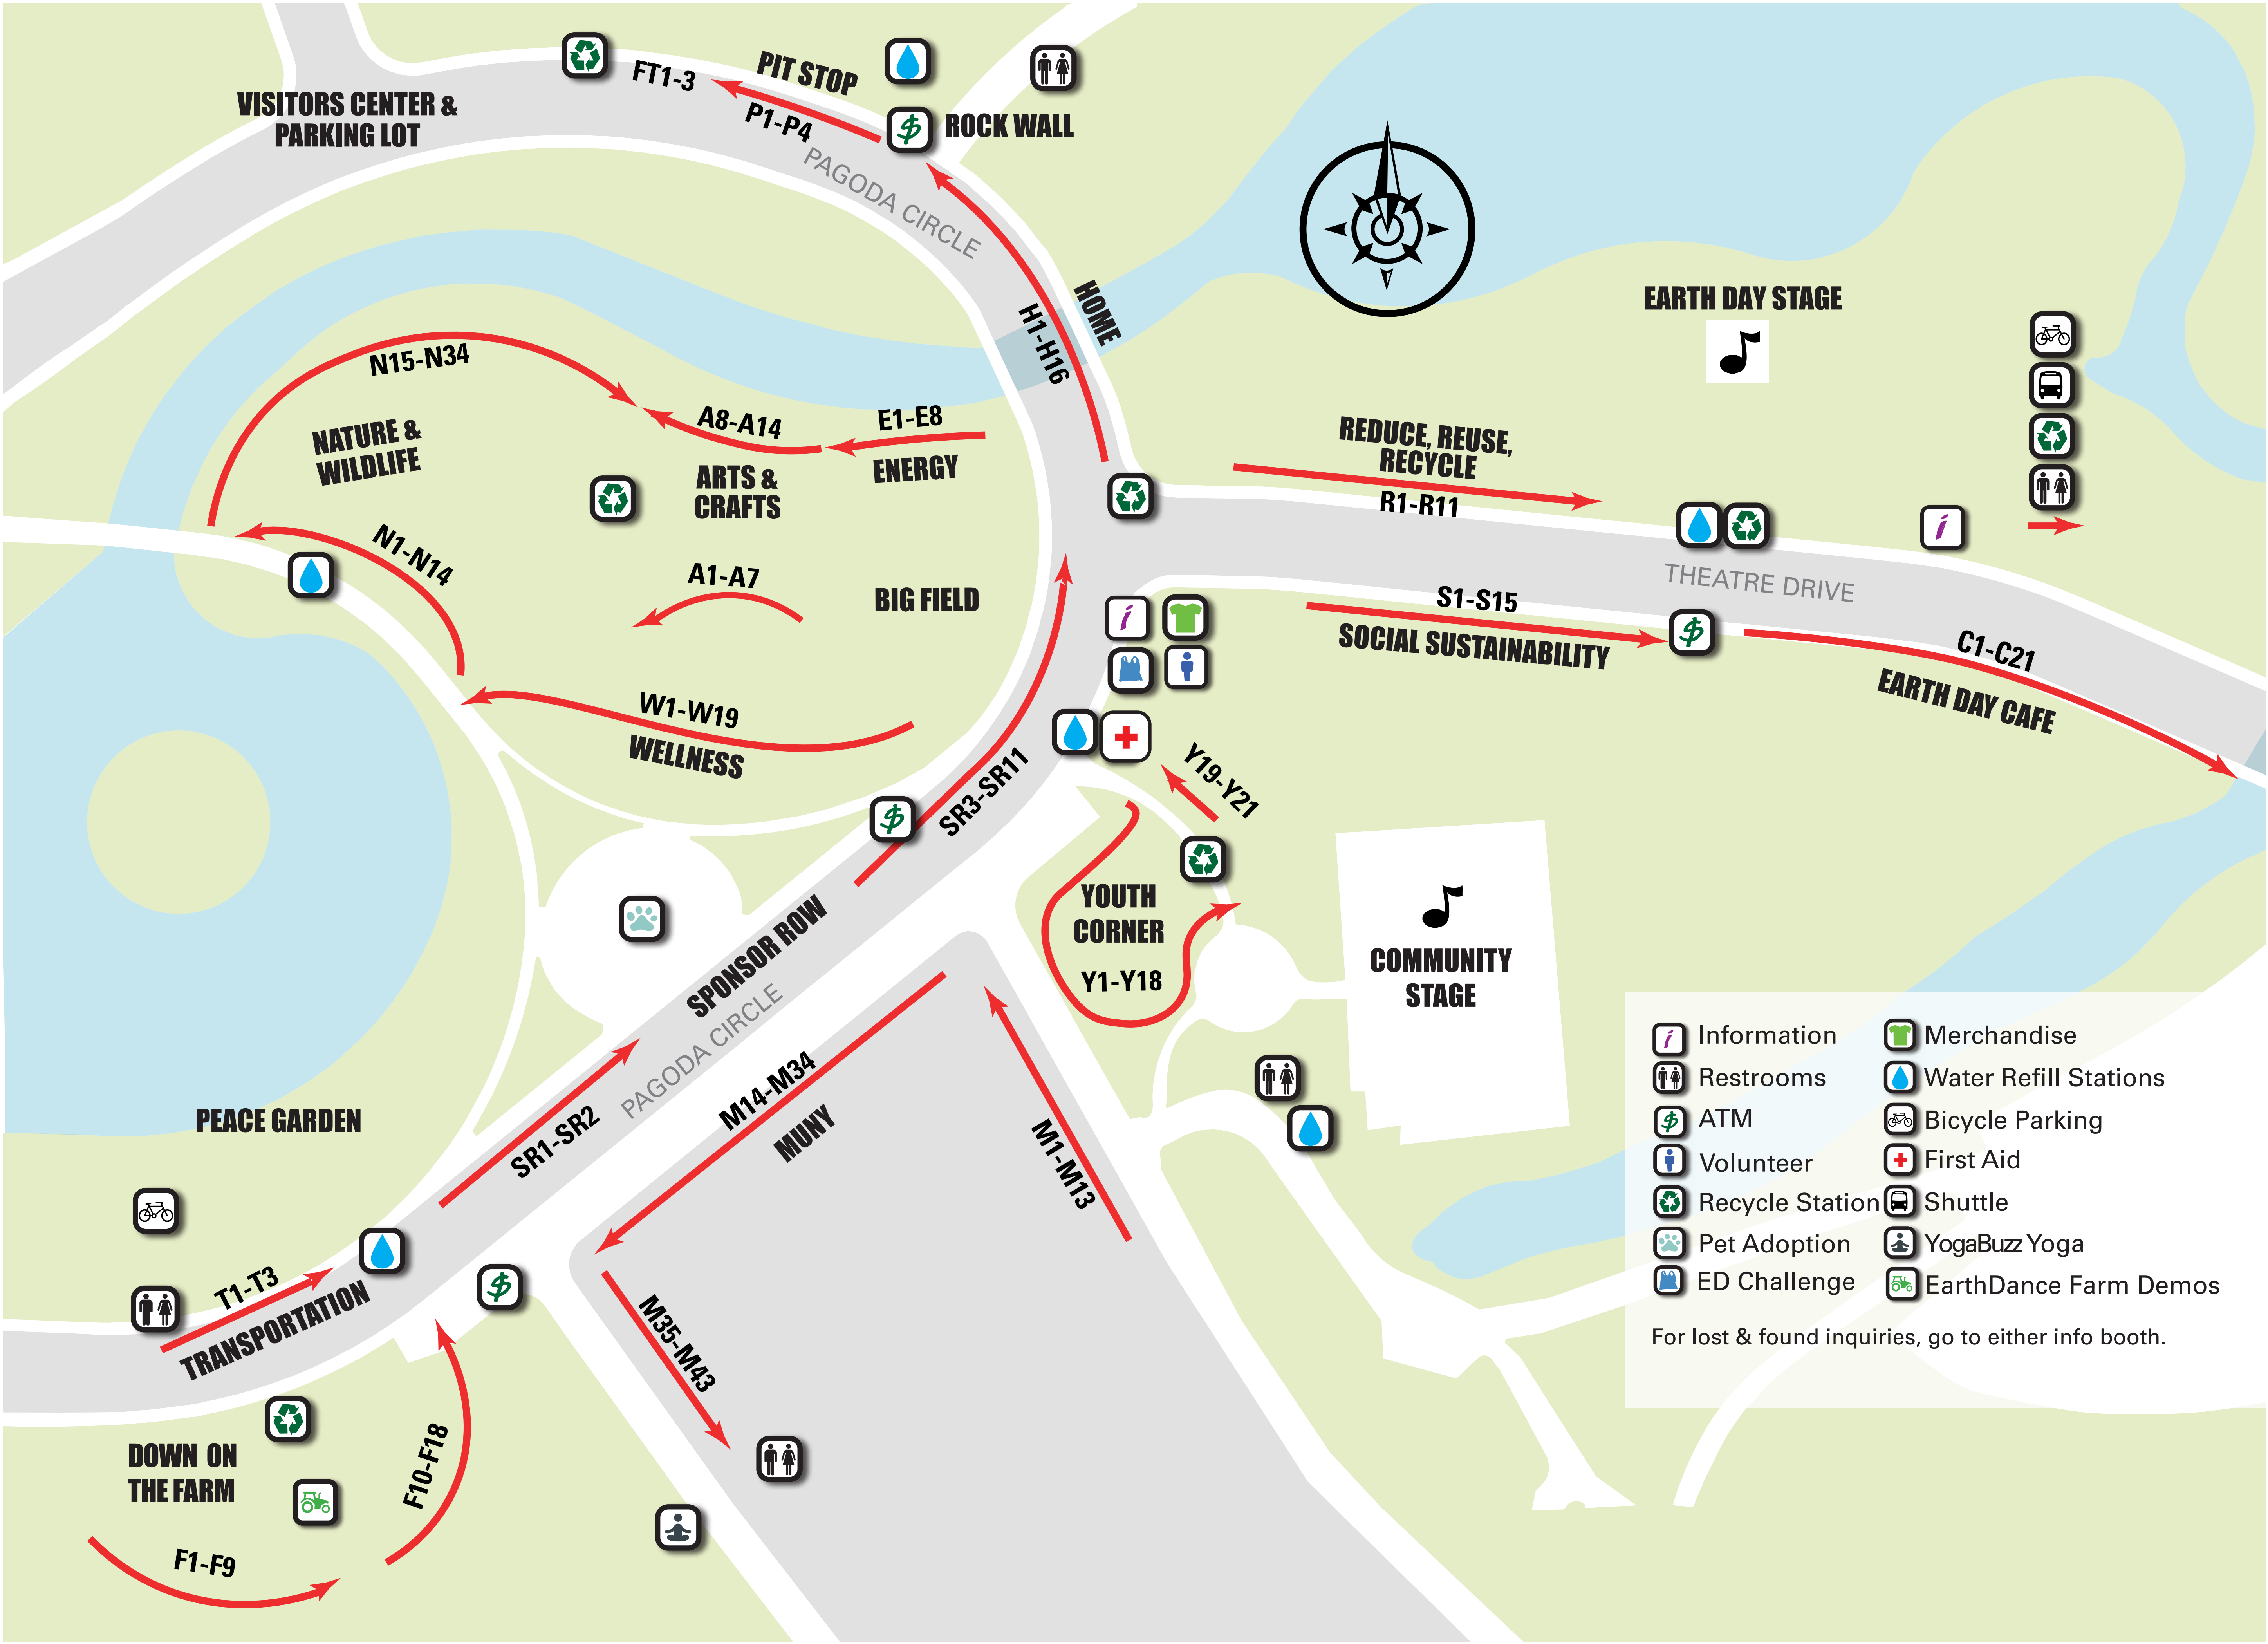 FT1-3
PIT STOP
P1-P4
VISITORS CENTER &
PARKING LOT
ROCK WALL
PAGODA CIRCLE
HOME
H1-H16
EARTH DAY STAGE
N15-N34
NATURE &
WILDLIFE
A8-A14
E1-E8
ENERGY
ARTS &
CRAFTS
REDUCE, REUSE,
RECYCLE
R1-R11
N1-N14
A1-A7
BIG FIELD
THEATRE DRIVE
S1-S15
SOCIAL SUSTAINABILITY
C1-C21
EARTH DAY CAFE
W1-W19
WELLNESS
SR3-SR11
Y19-Y21
YOUTH
CORNER
Y1-Y18
COMMUNITY
STAGE
SPONSOR ROW
PAGODA CIRCLE
SR1-SR2
M14-M34
MUNY
M1-M13
PEACE GARDEN
T1-T3
TRANSPORTATION
M35-M43
DOWN ON
THE FARM
F10-F18
F1-F9
i Information
Restrooms
ATM
Volunteer
Recycle Station
Pet Adoption
ED Challenge
Merchandise
Water Refill Stations
Bicycle Parking
First Aid
Shuttle
YogaBuzz Yoga
EarthDance Farm Demos
For lost & found inquiries, go to either info booth.